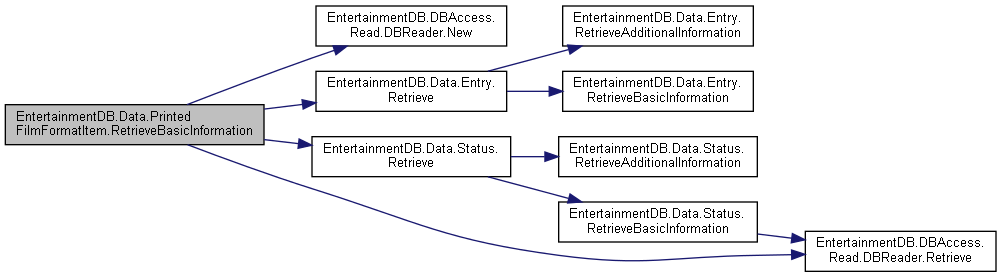 EntertainmentDB.Data.Printed
FilmFormatItem.RetrieveBasicInformation
EntertainmentDB.DBAccess.
Read.DBReader.New
EntertainmentDB.Data.Entry.
Retrieve
EntertainmentDB.Data.Status.
Retrieve
EntertainmentDB.Data.Entry.
RetrieveAdditionalInformation
EntertainmentDB.Data.Entry.
RetrieveBasicInformation
EntertainmentDB.Data.Status.
RetrieveAdditionalInformation
EntertainmentDB.Data.Status.
RetrieveBasicInformation
EntertainmentDB.DBAccess.
Read.DBReader.Retrieve